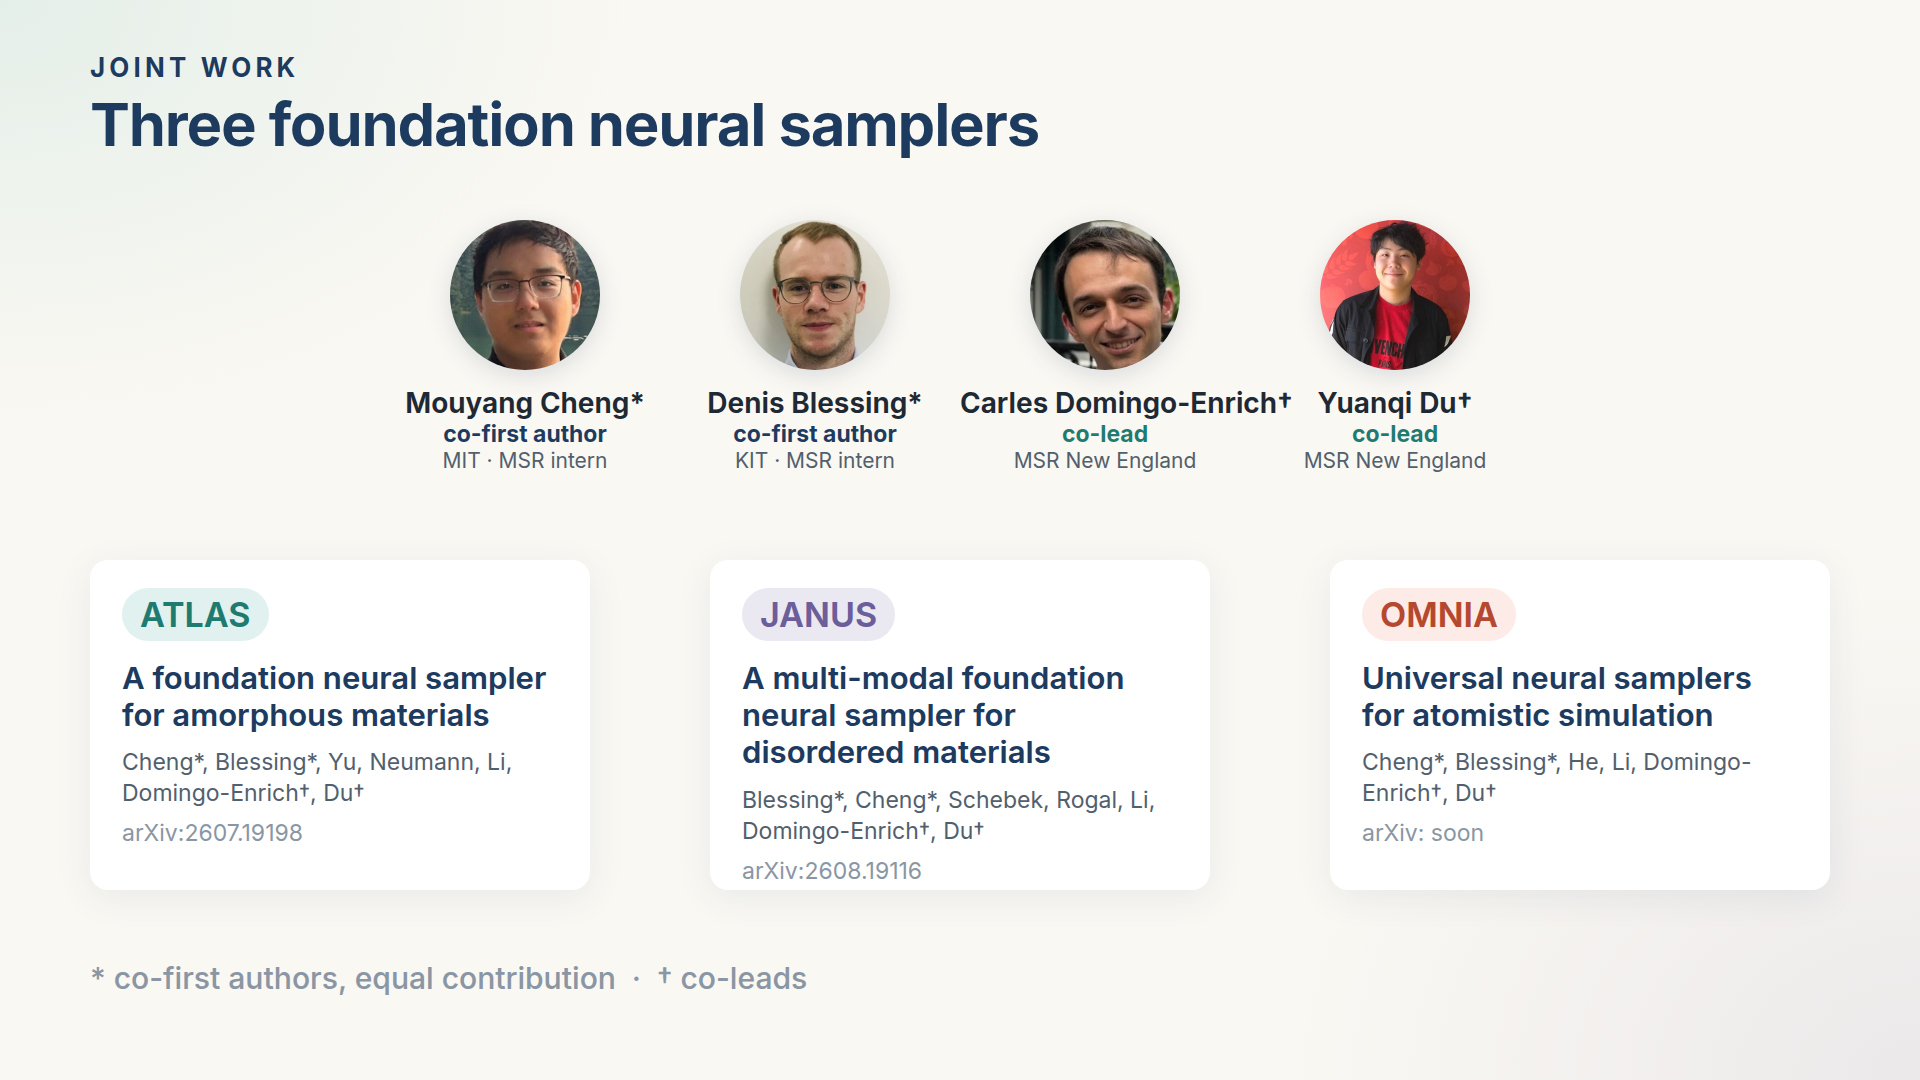 JOINT WORK
Three foundation neural samplers
Mouyang Cheng*
co-first author
MIT · MSR intern
Denis Blessing*
co-first author
KIT · MSR intern
Carles Domingo-Enrich†
co-lead
MSR New England
Yuanqi Du†
co-lead
MSR New England
ATLAS
A foundation neural sampler
for amorphous materials
Cheng*, Blessing*, Yu, Neumann, Li,
Domingo-Enrich†, Du†
arXiv:2607.19198
JANUS
A multi-modal foundation
neural sampler for
disordered materials
Blessing*, Cheng*, Schebek, Rogal, Li,
Domingo-Enrich†, Du†
arXiv:2608.19116
OMNIA
Universal neural samplers
for atomistic simulation
Cheng*, Blessing*, He, Li, Domingo-
Enrich†, Du†
arXiv: soon
* co-first authors, equal contribution · † co-leads